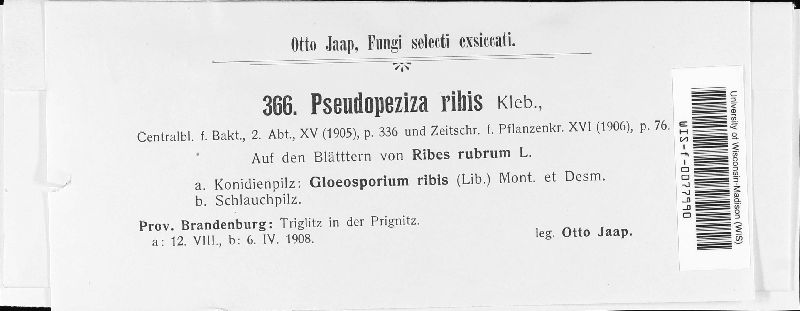 Otto Jaap, Fungi selecti exsiccati.
366. Pseudopeziza ribis Kleb.,
Centralbl. f. Bakt., 2. Abt., XV (1905), p. 336 und Zeitschr. f. Pflanzenkr. XVI (1906), p. 76.
Auf den Blätttern von Ribes rubrum L.
a. Konidienpilz: Gloeosporium ribis (Lib.) Mont. et Desm.
b. Schlauchpilz.
Prov. Brandenburg: Triglitz in der Prignitz.
a: 12. VIII., b: 6. IV. 1908.
leg. Otto Jaap.
WIS-f-0077990
University of Wisconsin-Madison (WIS)